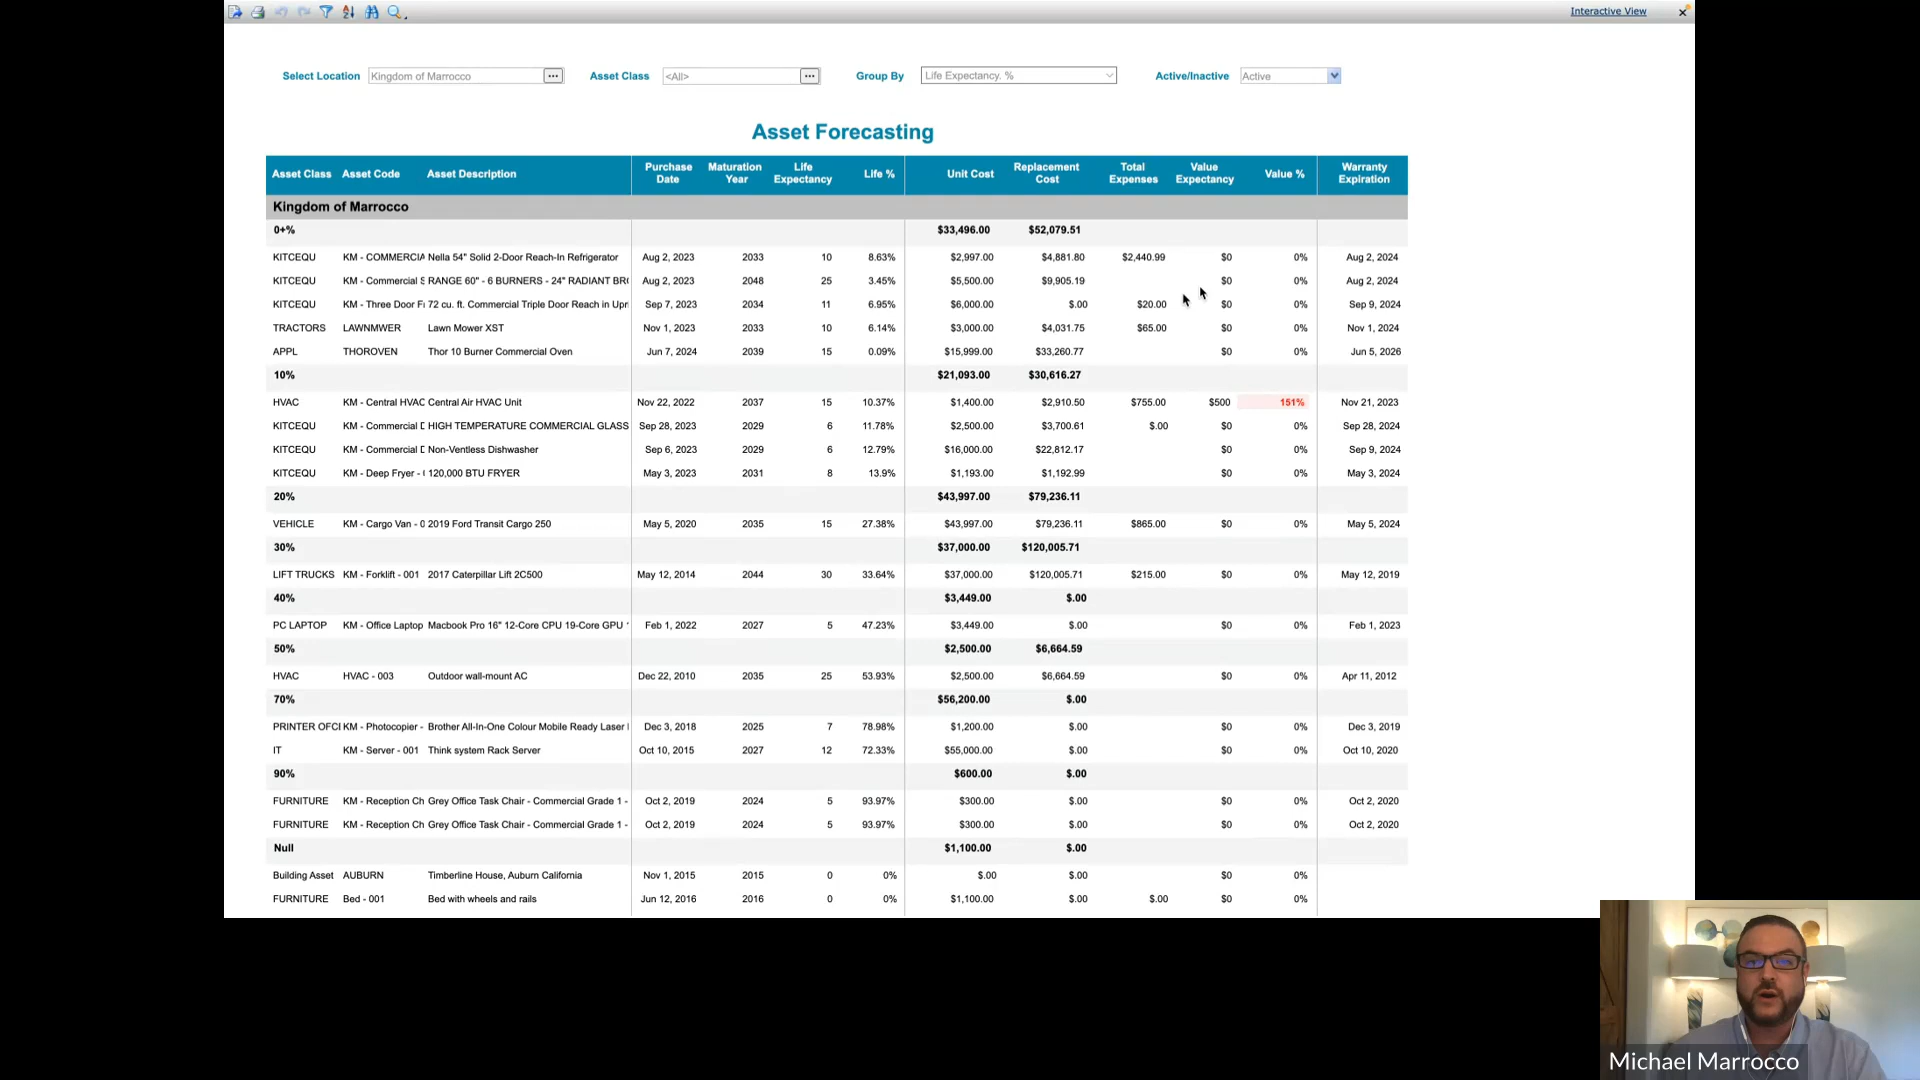 Interactive View
Select Location Kingdom of Marrocco ... Asset Class <All> ... Group By Life Expectancy. % Active/Inactive Active
Asset Forecasting
Asset Class Asset Code Asset Description Purchase Date Maturation Year Life Expectancy Life % Unit Cost Replacement Cost Total Expenses Value Expectancy Value % Warranty Expiration
Kingdom of Marrocco
0+% $33,496.00 $52,079.51
KITCEQU KM - COMMERCIA Nella 54" Solid 2-Door Reach-In Refrigerator Aug 2, 2023 2033 10 8.63% $2,997.00 $4,881.80 $2,440.99 $0 0% Aug 2, 2024
KITCEQU KM - Commercial S RANGE 60" - 6 BURNERS - 24" RADIANT BR Aug 2, 2023 2048 25 3.45% $5,500.00 $9,905.19 $0 0% Aug 2, 2024
KITCEQU KM - Three Door F 72 cu. ft. Commercial Triple Door Reach in Upri Sep 7, 2023 2034 11 6.95% $6,000.00 $.00 $20.00 $0 0% Sep 9, 2024
TRACTORS LAWNMWER Lawn Mower XST Nov 1, 2023 2033 10 6.14% $3,000.00 $4,031.75 $65.00 $0 0% Nov 1, 2024
APPL THOROVEN Thor 10 Burner Commercial Oven Jun 7, 2024 2039 15 0.09% $15,999.00 $33,260.77 $0 0% Jun 5, 2026
10% $21,093.00 $30,616.27
HVAC KM - Central HVAC Central Air HVAC Unit Nov 22, 2022 2037 15 10.37% $1,400.00 $2,910.50 $755.00 $500 151% Nov 21, 2023
KITCEQU KM - Commercial HIGH TEMPERATURE COMMERCIAL GLASS Sep 28, 2023 2029 6 11.78% $2,500.00 $3,700.61 $.00 $0 0% Sep 28, 2024
KITCEQU KM - Commercial Non-Ventless Dishwasher Sep 6, 2023 2029 6 12.79% $16,000.00 $22,812.17 $0 0% Sep 9, 2024
KITCEQU KM - Deep Fryer - 120,000 BTU FRYER May 3, 2023 2031 8 13.9% $1,193.00 $1,192.99 $0 0% May 3, 2024
20% $43,997.00 $79,236.11
VEHICLE KM - Cargo Van - 0 2019 Ford Transit Cargo 250 May 5, 2020 2035 15 27.38% $43,997.00 $79,236.11 $865.00 $0 0% May 5, 2024
30% $37,000.00 $120,005.71
LIFT TRUCKS KM - Forklift - 001 2017 Caterpillar Lift 2C500 May 12, 2014 2044 30 33.64% $37,000.00 $120,005.71 $215.00 $0 0% May 12, 2019
40% $3,449.00 $.00
PC LAPTOP KM - Office Laptop Macbook Pro 16" 12-Core CPU 19-Core GPU Feb 1, 2022 2027 5 47.23% $3,449.00 $.00 $0 0% Feb 1, 2023
50% $2,500.00 $6,664.59
HVAC HVAC - 003 Outdoor wall-mount AC Dec 22, 2010 2035 25 53.93% $2,500.00 $6,664.59 $0 0% Apr 11, 2012
70% $56,200.00 $.00
PRINTER OFCI KM - Photocopier - Brother All-In-One Colour Mobile Ready Laser Dec 3, 2018 2025 7 78.98% $1,200.00 $.00 $0 0% Dec 3, 2019
IT KM - Server - 001 Think system Rack Server Oct 10, 2015 2027 12 72.33% $55,000.00 $.00 $0 0% Oct 10, 2020
90% $600.00 $.00
FURNITURE KM - Reception Ch Grey Office Task Chair - Commercial Grade 1 - Oct 2, 2019 2024 5 93.97% $300.00 $.00 $0 0% Oct 2, 2020
FURNITURE KM - Reception Ch Grey Office Task Chair - Commercial Grade 1 - Oct 2, 2019 2024 5 93.97% $300.00 $.00 $0 0% Oct 2, 2020
Null $1,100.00 $.00
Building Asset AUBURN Timberline House, Auburn California Nov 1, 2015 2015 0 0% $.00 $.00 $0 0%
FURNITURE Bed - 001 Bed with wheels and rails Jun 12, 2016 2016 0 0% $1,100.00 $.00 $.00 $0 0%
Michael Marrocco